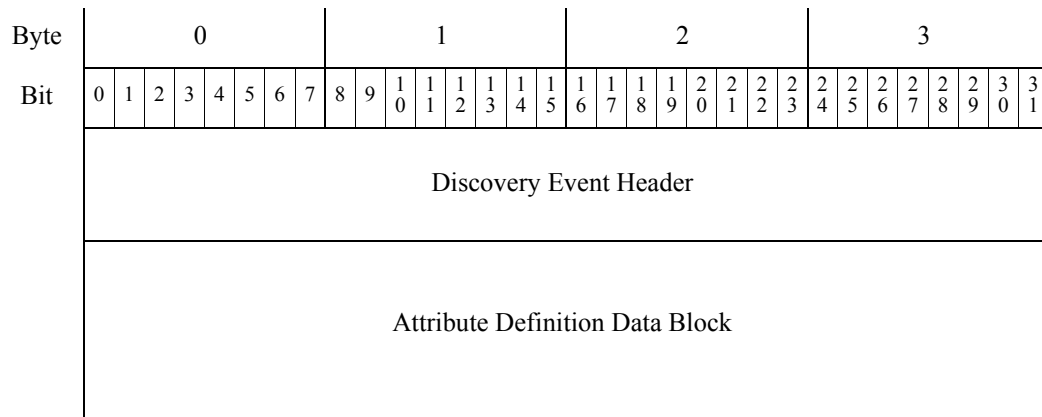 Byte 0 1 2 3
Bit 0 1 2 3 4 5 6 7 8 9 10 11 12 13 14 15 16 17 18 19 20 21 22 23 24 25 26 27 28 29 30 31
Discovery Event Header
Attribute Definition Data Block